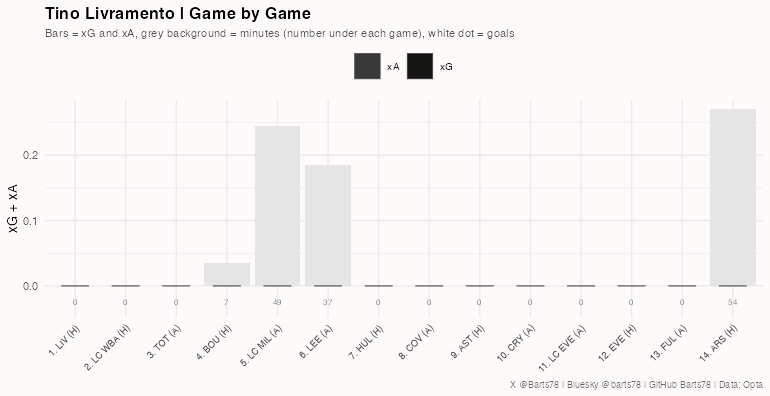 Tino Livramento | Game by Game
Bars = xG and xA, grey background = minutes (number under each game), white dot = goals
xA xG
xG + xA
0.2
0.1
0.0
0 0 0 7 49 37 0 0 0 0 0 0 0 54
1. LIV (H)
2. LC WBA (H)
3. TOT (A)
4. BOU (H)
5. LC MIL (A)
6. LEE (A)
7. HUL (H)
8. COV (A)
9. AST (H)
10. CRY (A)
11. LC EVE (A)
12. EVE (H)
13. FUL (A)
14. ARS (H)
X @Barts78 | Bluesky @barts78 | GitHub Barts78 | Data: Opta